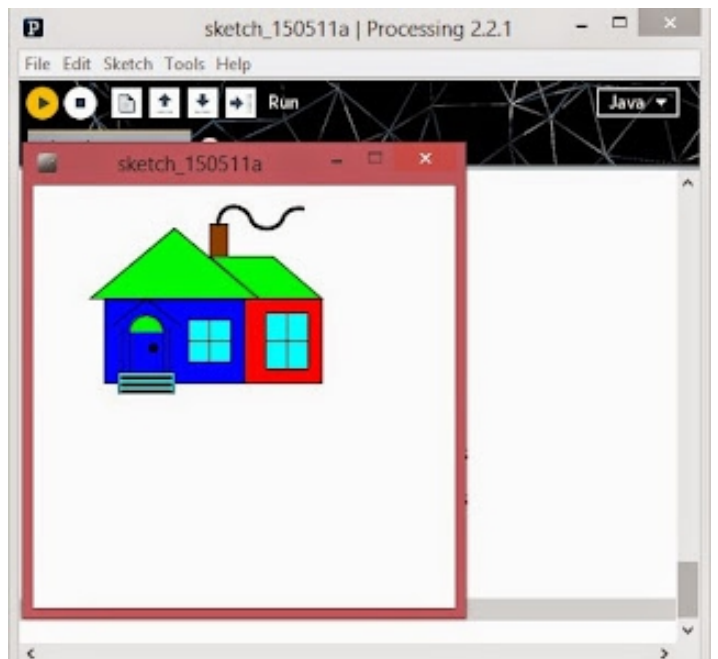 P
sketch_150511a | Processing 2.2.1
File Edit Sketch Tools Help
Run
Java
sketch_150511a